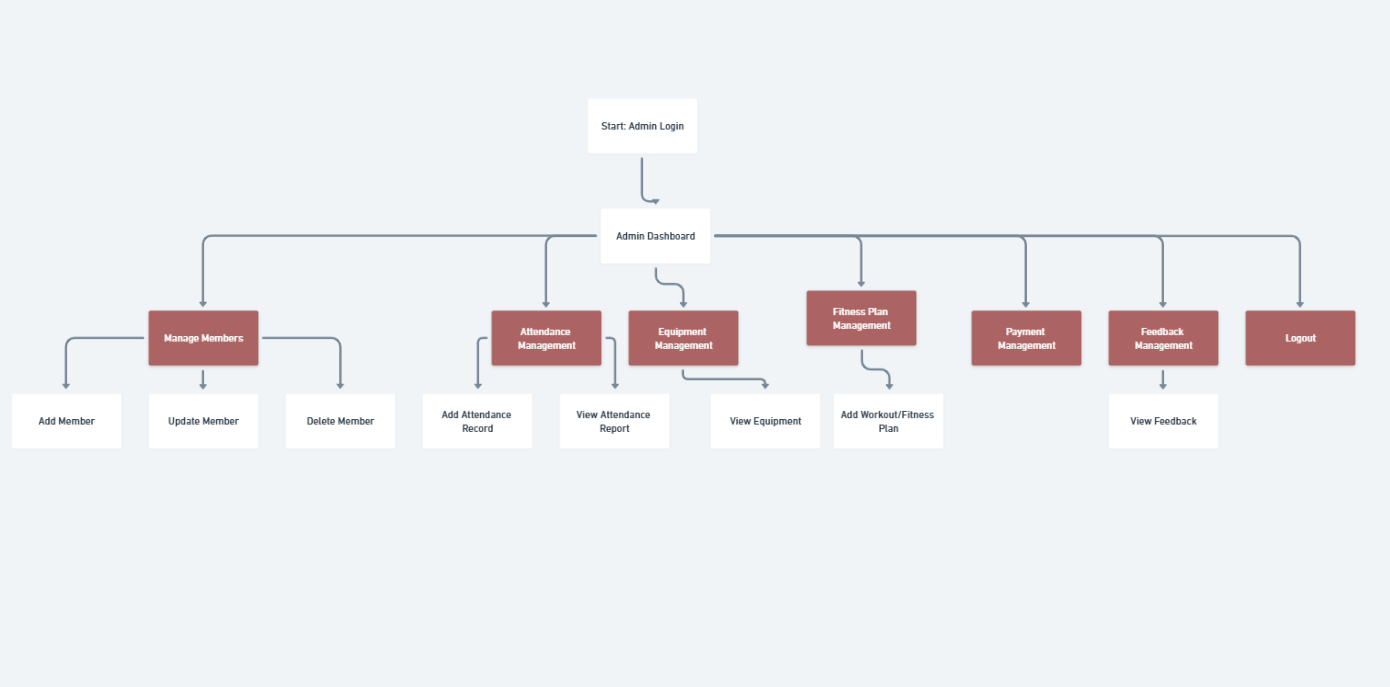 Start: Admin Login
Admin Dashboard
Manage Members
Attendance
Management
Equipment
Management
Fitness Plan
Management
Payment
Management
Feedback
Management
Logout
Add Member
Update Member
Delete Member
Add Attendance
Record
View Attendance
Report
View Equipment
Add Workout/Fitness
Plan
View Feedback